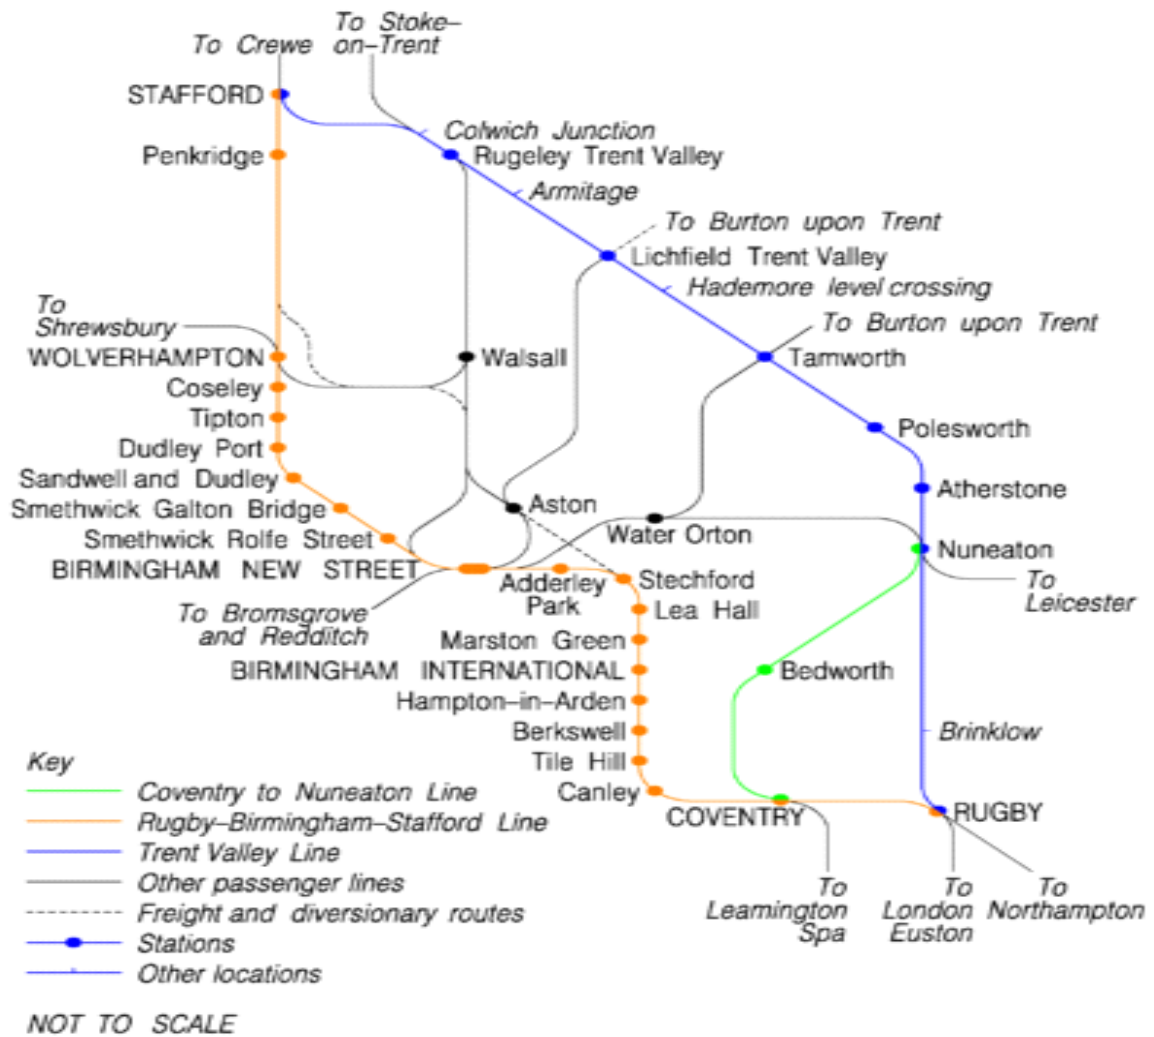 To Stoke–
To Crewe on–Trent
STAFFORD
Colwich Junction
Penkridge
Rugeley Trent Valley
Armitage
To Burton upon Trent
Lichfield Trent Valley
Hademore level crossing
To
Shrewsbury
To Burton upon Trent
WOLVERHAMPTON
Walsall
Tamworth
Coseley
Tipton
Polesworth
Dudley Port
Sandwell and Dudley
Atherstone
Smethwick Galton Bridge
Aston
Smethwick Rolfe Street
Water Orton
Nuneaton
BIRMINGHAM NEW STREET
Adderley
Park
Stechford
To
Leicester
To Bromsgrove
and Redditch
Lea Hall
Marston Green
BIRMINGHAM INTERNATIONAL
Bedworth
Hampton–in–Arden
Berkswell
Brinklow
Tile Hill
Canley
COVENTRY
RUGBY
Key
Coventry to Nuneaton Line
Rugby–Birmingham–Stafford Line
Trent Valley Line
Other passenger lines
Freight and diversionary routes
Stations
Other locations
To
Leamington
Spa
To
London
Euston
To
Northampton
NOT TO SCALE